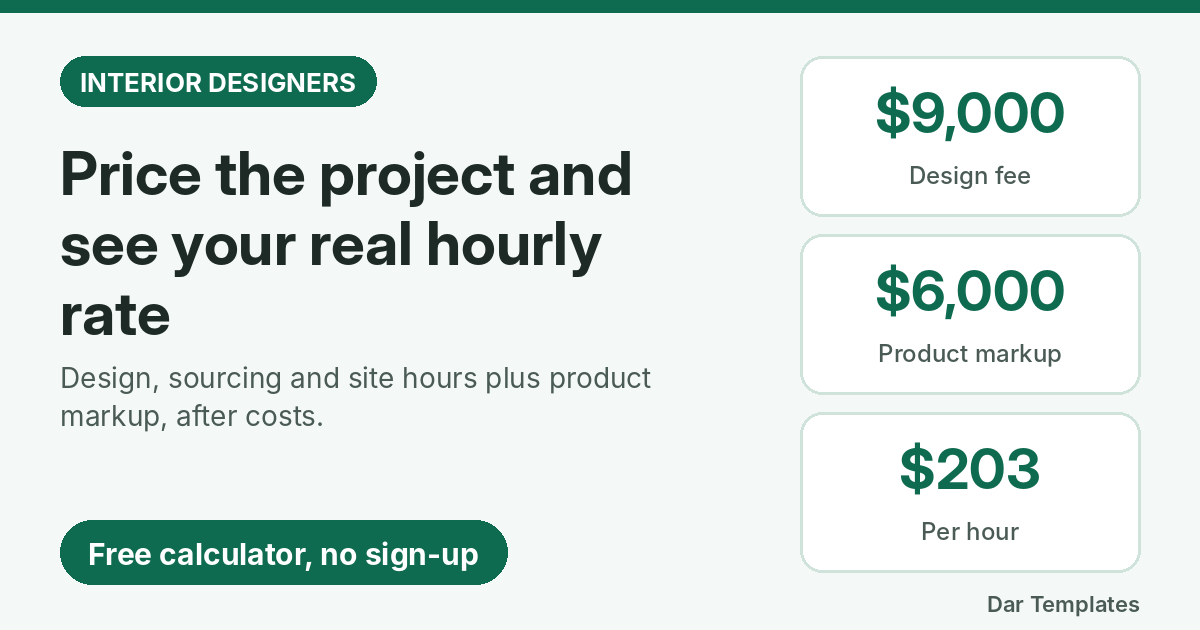 INTERIOR DESIGNERS
Price the project and
see your real hourly
rate
Design, sourcing and site hours plus product
markup, after costs.
Free calculator, no sign-up
$9,000
Design fee
$6,000
Product markup
$203
Per hour
Dar Templates